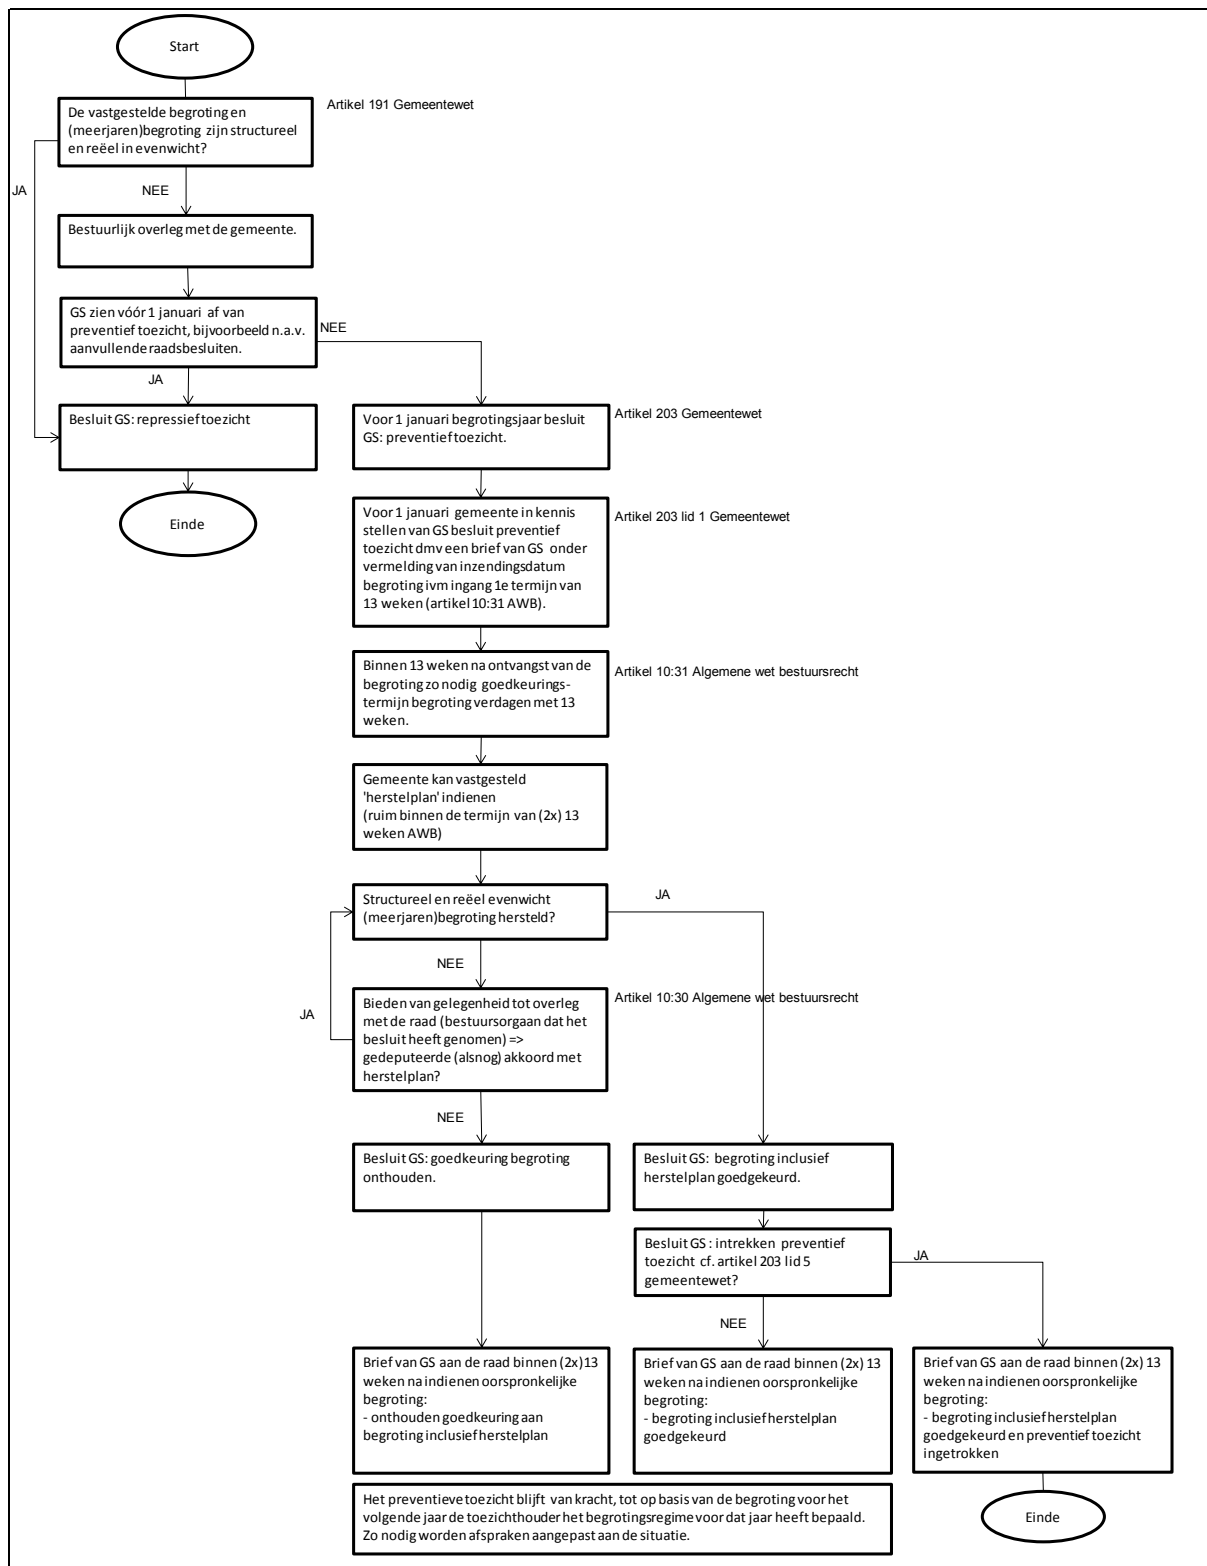 Start
De vastgestelde begroting en
(meerjaren)begroting zijn structureel
en reëel in evenwicht?
Artikel 191 Gemeentewet
JA
NEE
Bestuurlijk overleg met de gemeente.
GS zien vóór 1 januari af van
preventief toezicht, bijvoorbeeld n.a.v.
aanvullende raadsbesluiten.
NEE
JA
Besluit GS: repressief toezicht
Einde
Voor 1 januari begrotingsjaar besluit
GS: preventief toezicht.
Artikel 203 Gemeentewet
Voor 1 januari gemeente in kennis
stellen van GS besluit preventief
toezicht dmv een brief van GS onder
vermelding van inzendingsdatum
begroting ivm ingang 1e termijn van
13 weken (artikel 10:31 AWB).
Artikel 203 lid 1 Gemeentewet
Binnen 13 weken na ontvangst van de
begroting zo nodig goedkeurings-
termijn begroting verdagen met 13
weken.
Artikel 10:31 Algemene wet bestuursrecht
Gemeente kan vastgesteld
'herstelplan' indienen
(ruim binnen de termijn van (2x) 13
weken AWB)
Structureel en reëel evenwicht
(meerjaren)begroting hersteld?
JA
NEE
Bieden van gelegenheid tot overleg
met de raad (bestuursorgaan dat het
besluit heeft genomen) =>
gedeputeerde (alsnog) akkoord met
herstelplan?
Artikel 10:30 Algemene wet bestuursrecht
JA
NEE
Besluit GS: goedkeuring begroting
onthouden.
Besluit GS: begroting inclusief
herstelplan goedgekeurd.
Besluit GS : intrekken preventief
toezicht cf. artikel 203 lid 5
gemeentewet?
JA
NEE
Brief van GS aan de raad binnen (2x)13
weken na indienen oorspronkelijke
begroting:
- onthouden goedkeuring aan
begroting inclusief herstelplan
Brief van GS aan de raad binnen (2x) 13
weken na indienen oorspronkelijke
begroting:
- begroting inclusief herstelplan
goedgekeurd
Brief van GS aan de raad binnen (2x) 13
weken na indienen oorspronkelijke
begroting:
- begroting inclusief herstelplan
goedgekeurd en preventief toezicht
ingetrokken
Het preventieve toezicht blijft van kracht, tot op basis van de begroting voor het
volgende jaar de toezichthouder het begrotingsregime voor dat jaar heeft bepaald.
Zo nodig worden afspraken aangepast aan de situatie.
Einde